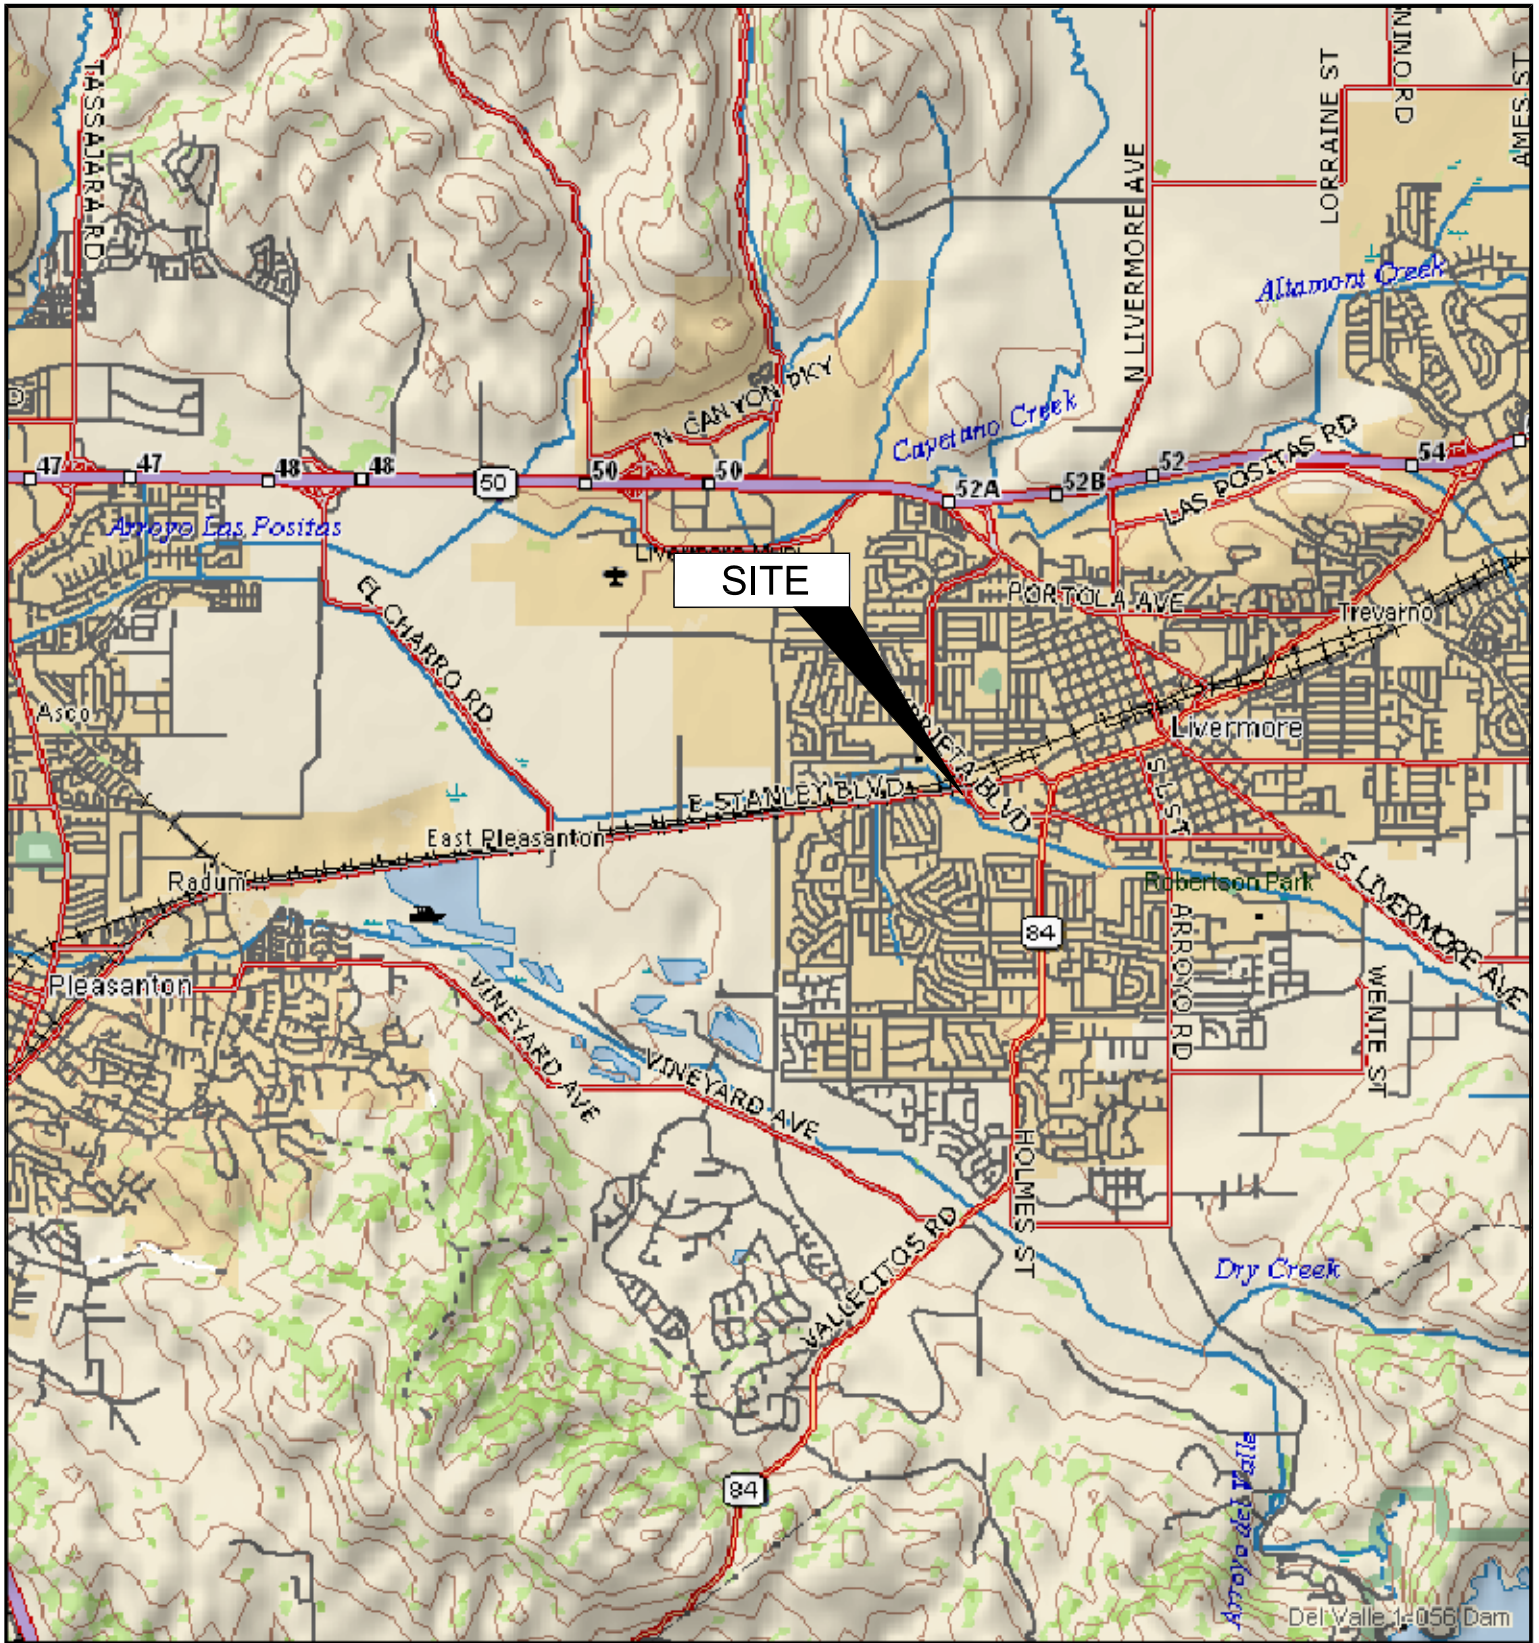 TASSAJARA RD
N LIVERMORE AVE
LORRAINE ST
AMES ST
Altamont Creek
N CANYON PKY
Cayetano Creek
LAS POSITAS RD
47
47
48
48
50
50
50
52A
52B
52
54
Arroyo Las Positas
SITE
EL CHARRO RD
PORTOLA AVE
Trevarno
Asco
Livermore
E STANLEY BLVD
BLVD
S L ST
East Pleasanton
Radum
Robertson Park
S LIVERMORE AVE
84
ARROYO RD
WENTE ST
Pleasanton
VINEYARD AVE
VINEYARD AVE
HOLMES ST
VALLECITOS RD
Dry Creek
84
Arroyo del Valle
Del Valle 1-056 Dam